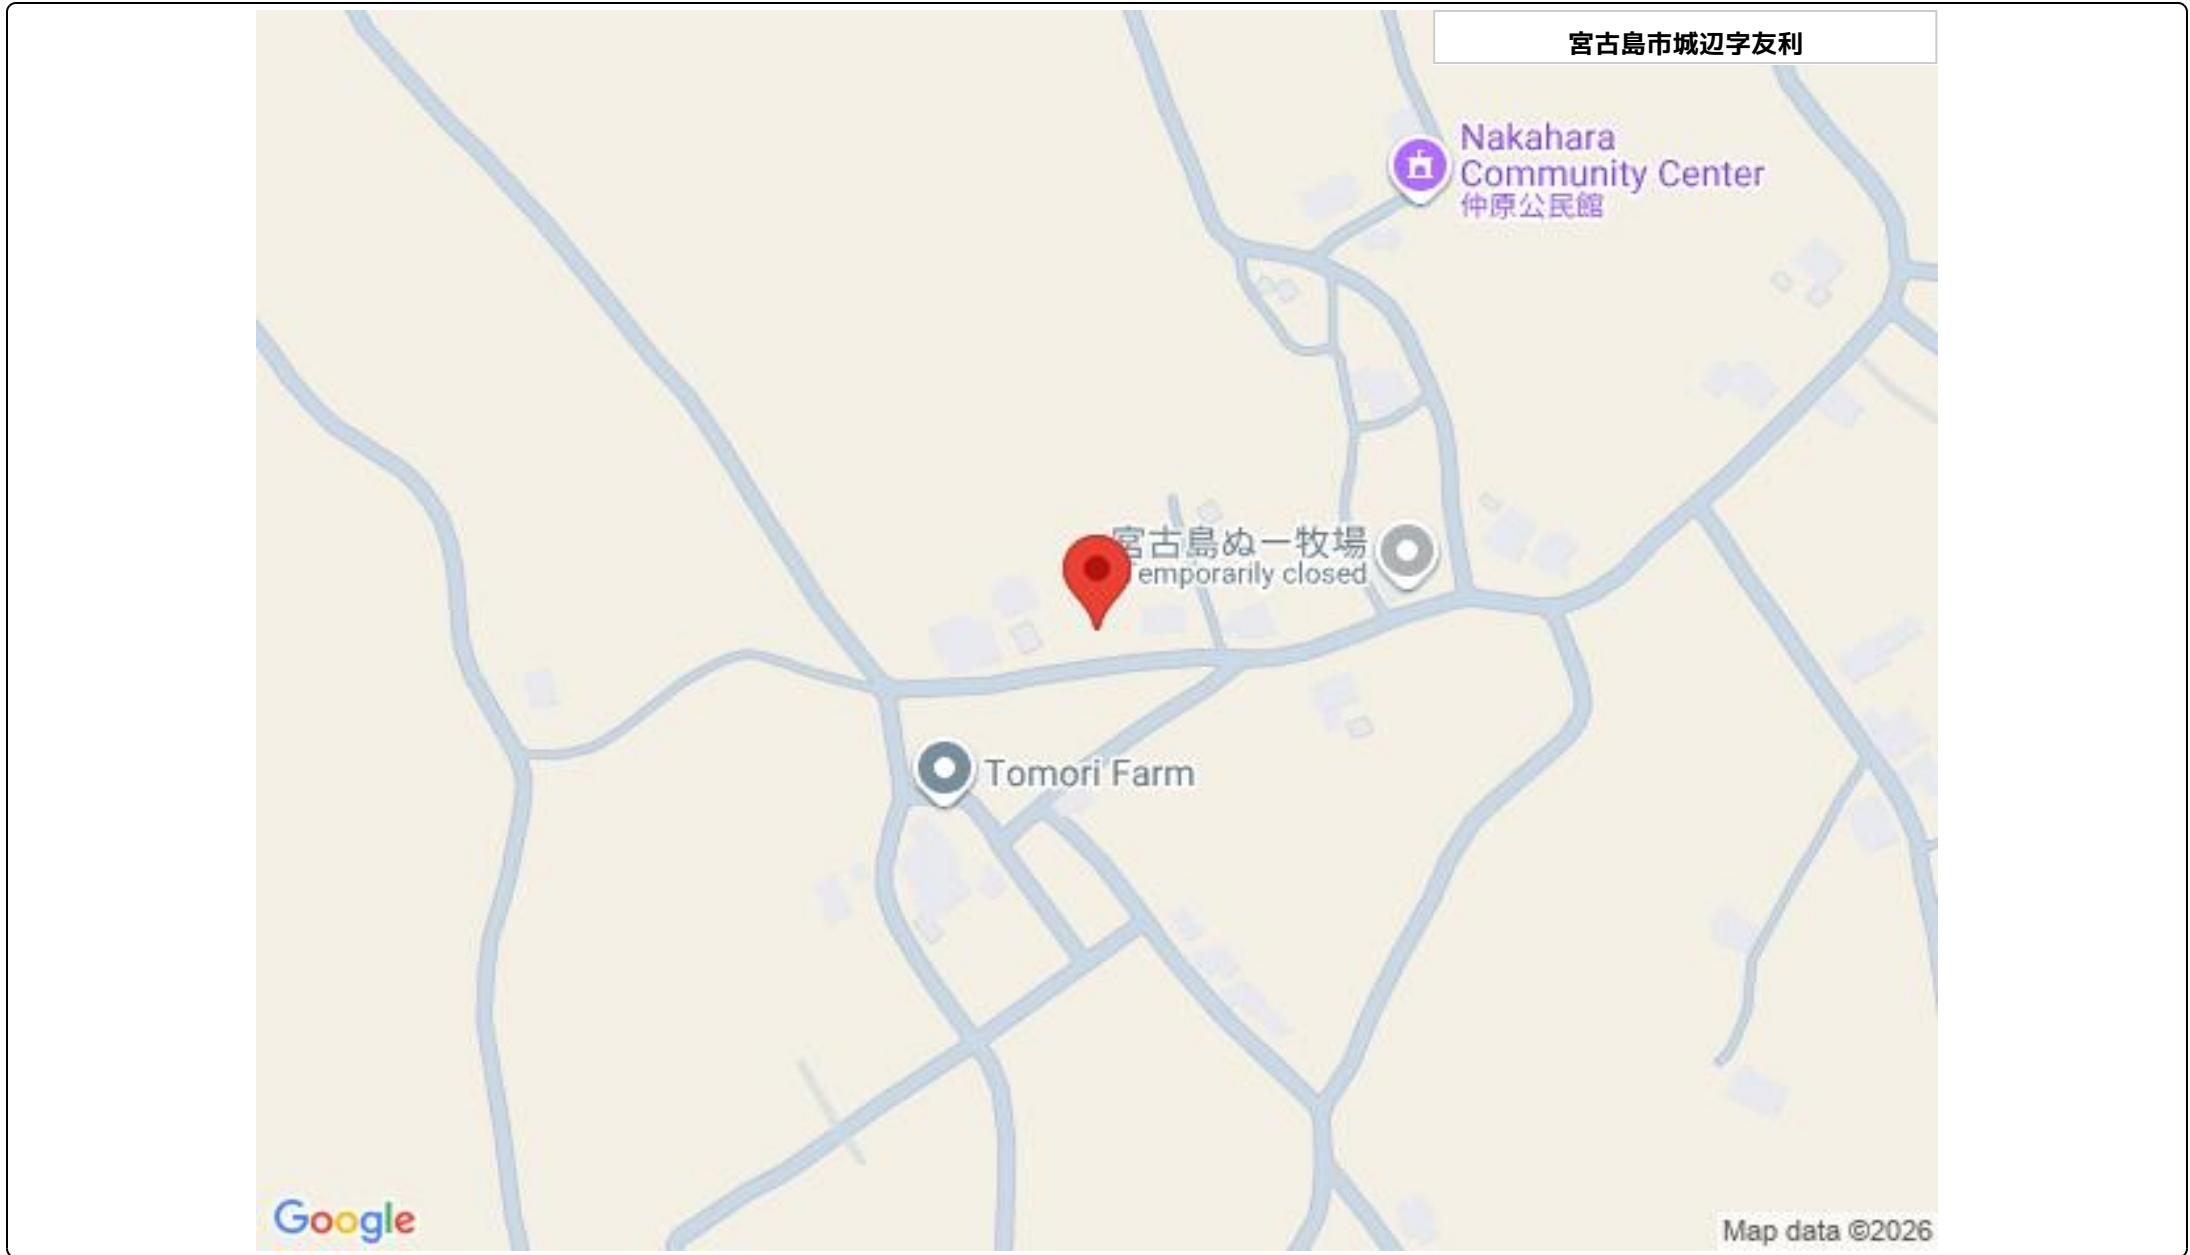 宮古島市城辺字友利
Nakahara
Community Center
仲原公民館
宮古島ぬー牧場
Temporarily closed
Tomori Farm
Google
Map data ©2026